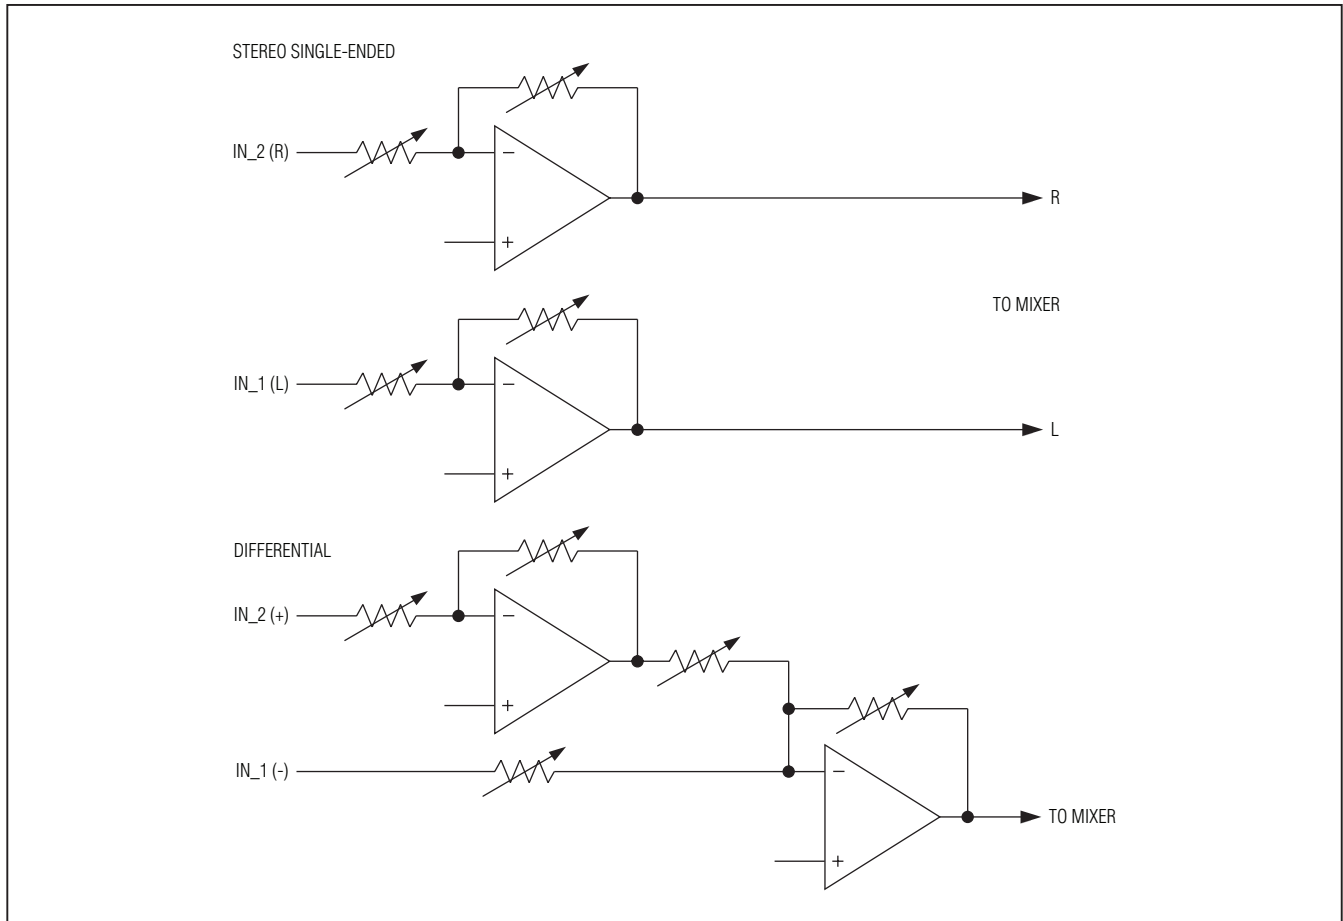 STEREO SINGLE-ENDED
IN_2 (R)
−
+
R
TO MIXER
IN_1 (L)
−
+
L
DIFFERENTIAL
IN_2 (+)
−
+
IN_1 (-)
−
+
TO MIXER